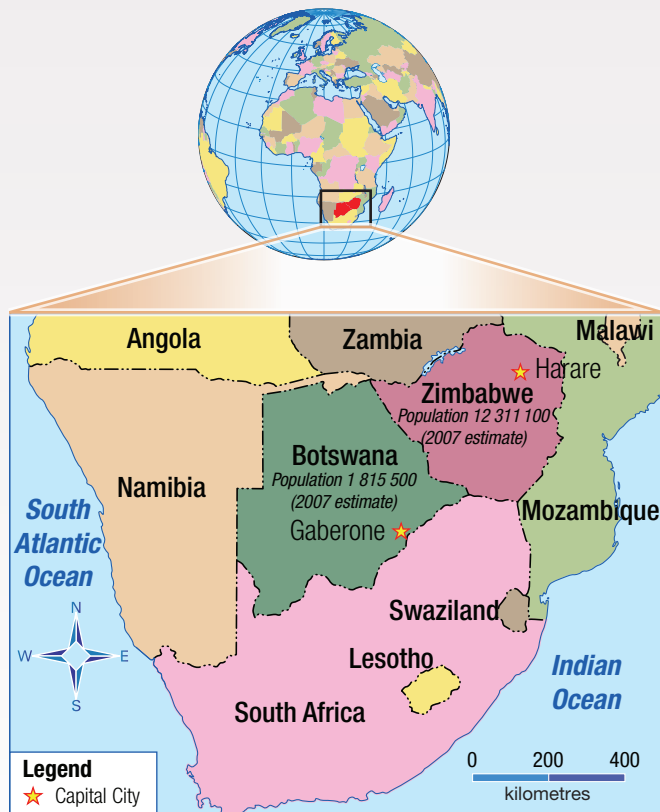 Angola
Zambia
Malawi
Harare
Zimbabwe
Population 12 311 100
(2007 estimate)
Botswana
Population 1 815 500
(2007 estimate)
Namibia
Gaberone
Mozambique
South
Atlantic
Ocean
Swaziland
Lesotho
South Africa
Indian
Ocean
N
W
E
S
Legend
Capital City
0 200 400
kilometres